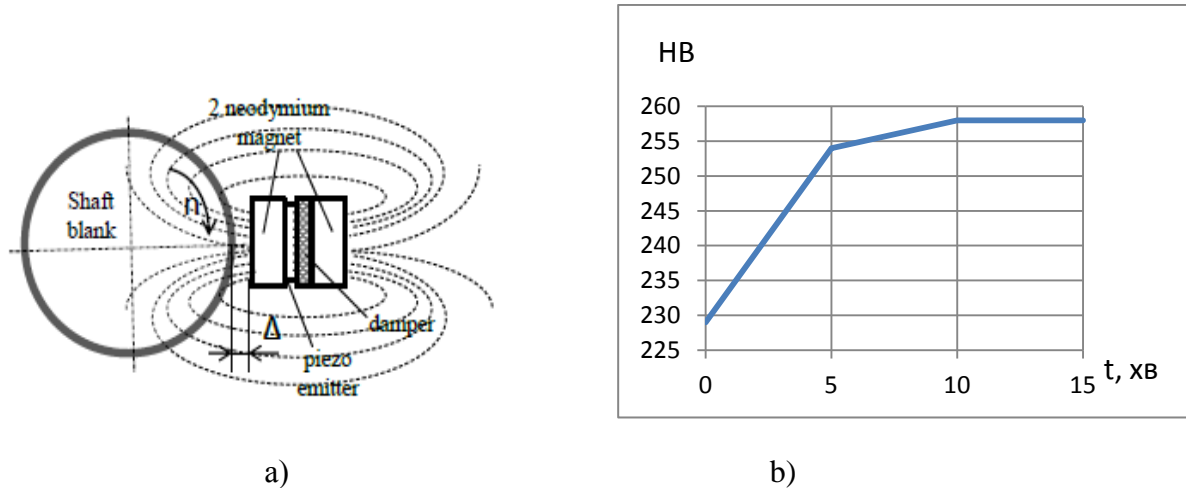 2 neodymium
magnet
Shaft
blank
n
Δ
damper
piezo
emitter
HB
260
255
250
245
240
235
230
225
0 5 10 15
t, хв
a) b)